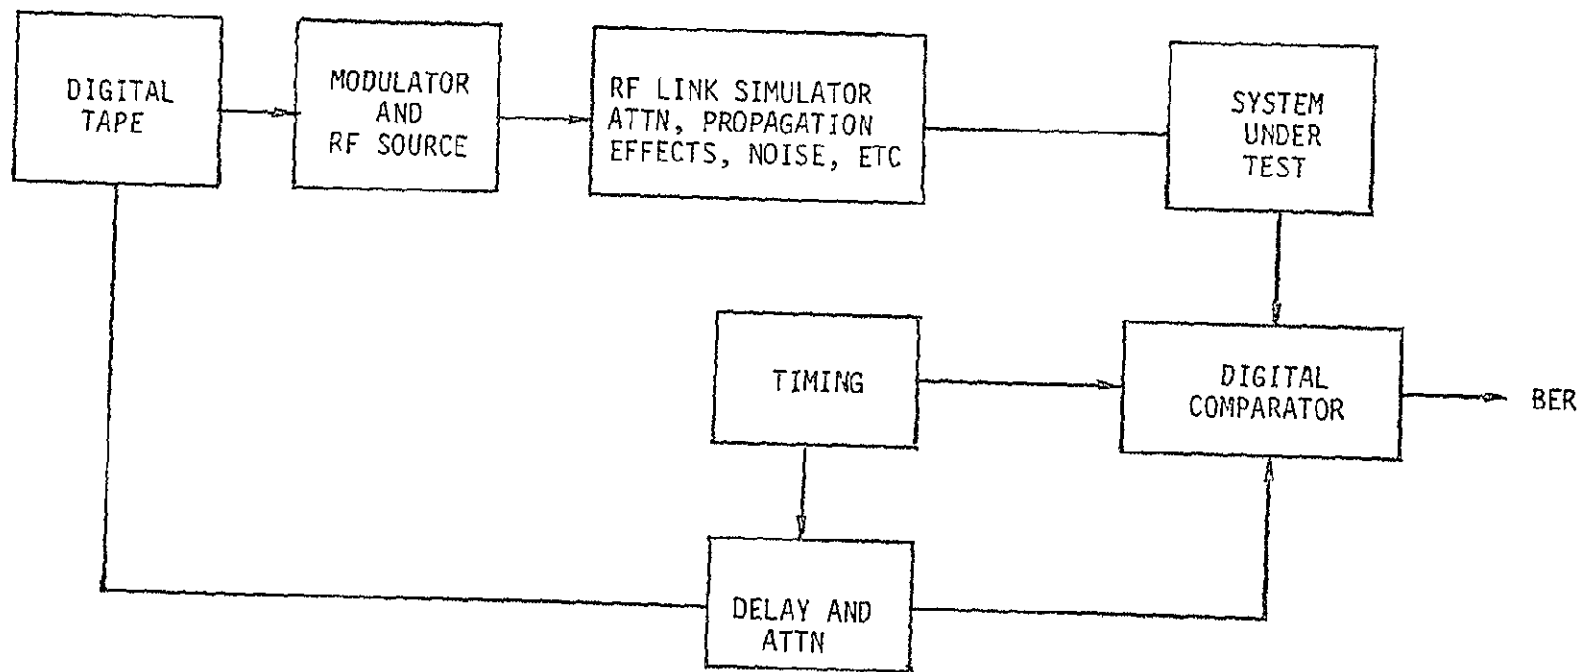 DIGITAL
TAPE
MODULATOR
AND
RF SOURCE
RF LINK SIMULATOR
ATTN, PROPAGATION
EFFECTS, NOISE, ETC
SYSTEM
UNDER
TEST
TIMING
DIGITAL
COMPARATOR
BER
DELAY AND
ATTN